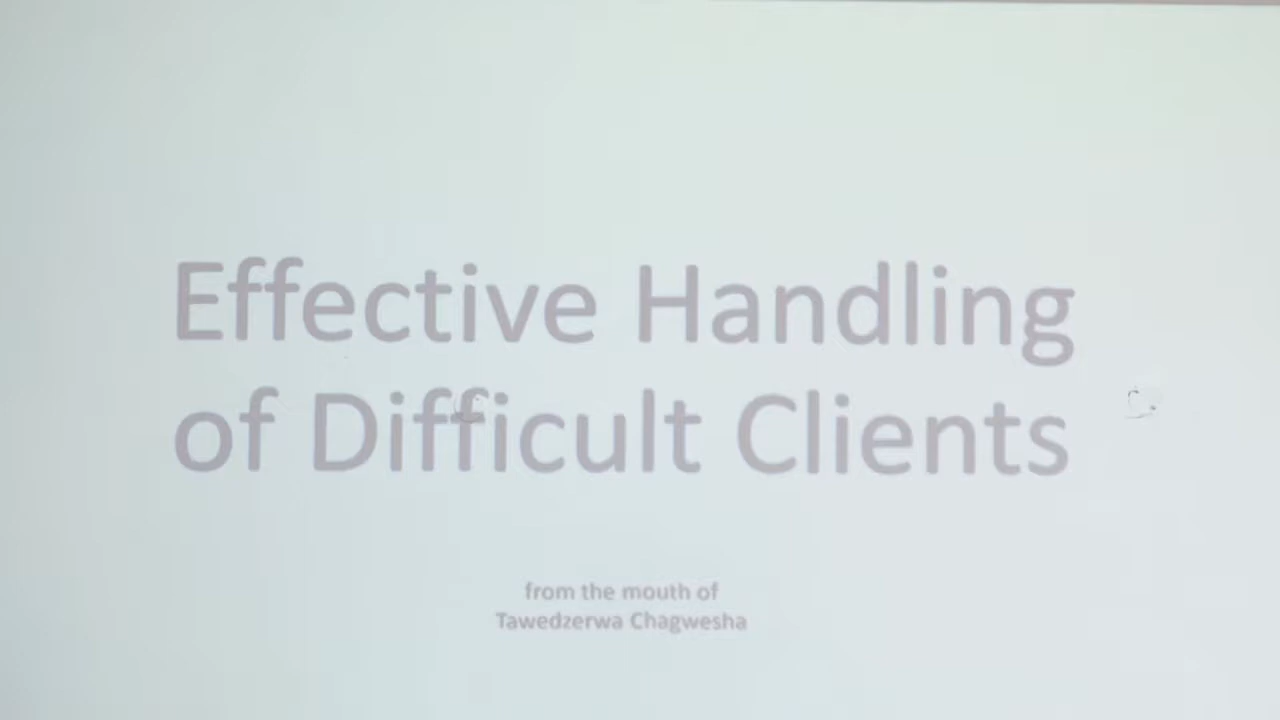 Effective Handling
of Difficult Clients
from the mouth of
Tawedzerwa Chagwesha